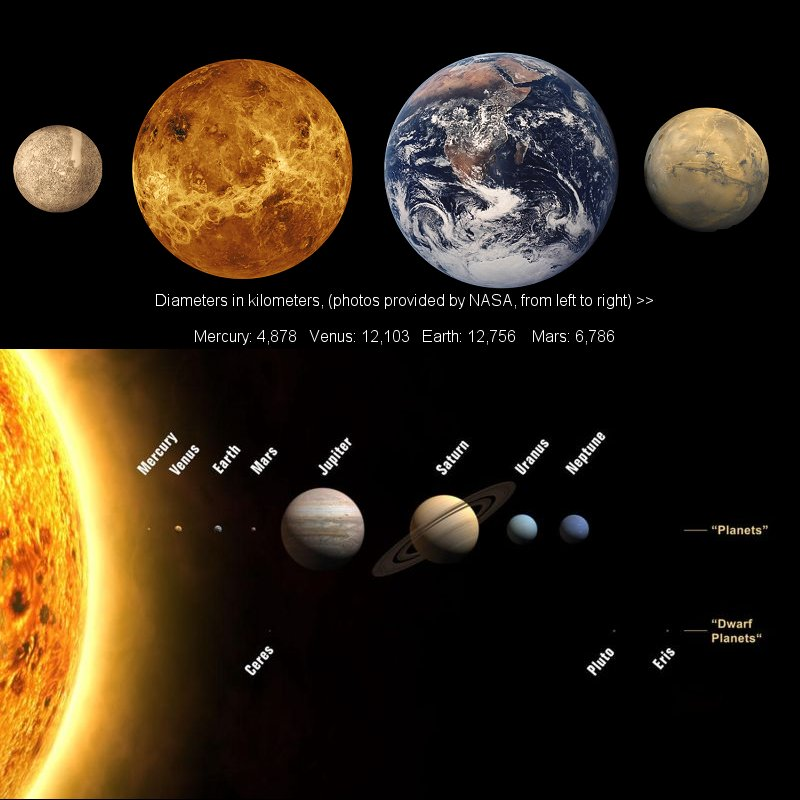 Diameters in kilometers, (photos provided by NASA, from left to right) >>
Mercury: 4,878 Venus: 12,103 Earth: 12,756 Mars: 6,786
Mercury
Venus
Earth
Mars
Jupiter
Saturn
Uranus
Neptune
“Planets”
Ceres
Pluto
Eris
“Dwarf
Planets“